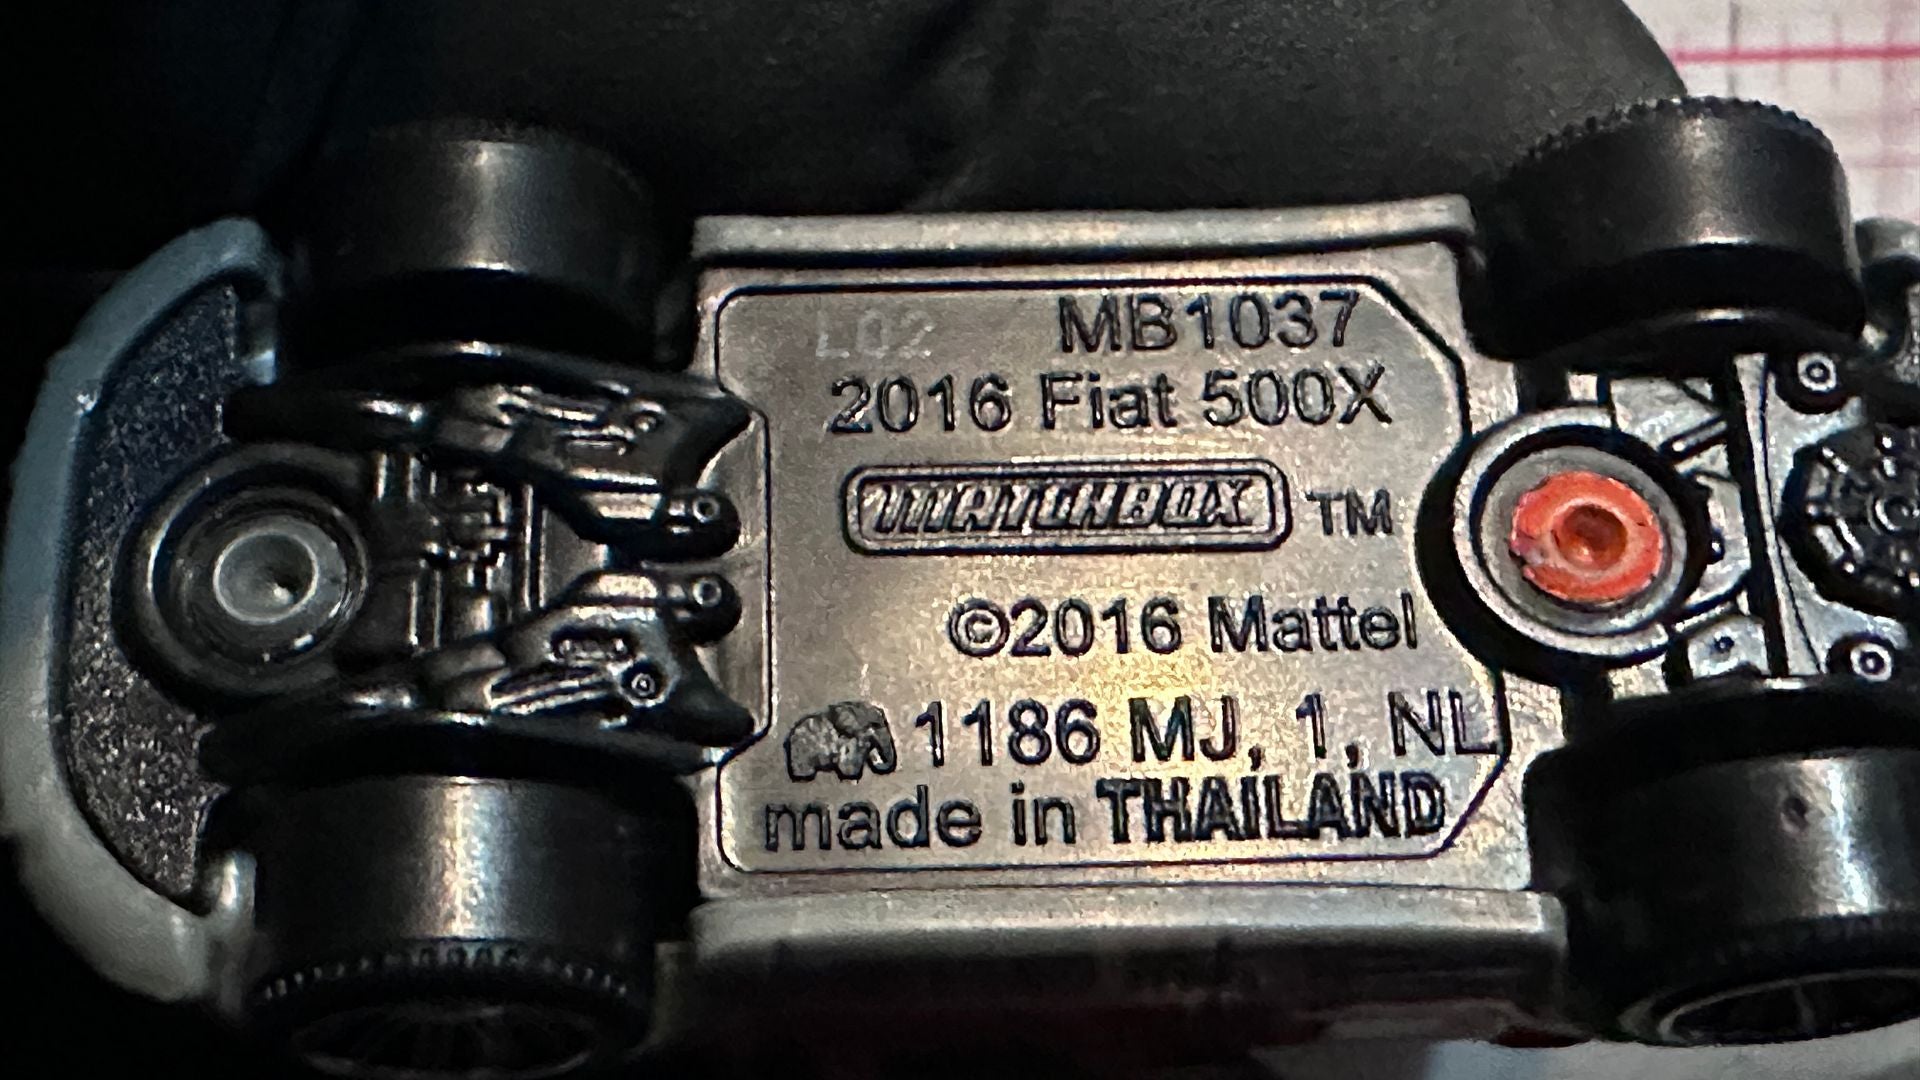 L02 MB1037
2016 Fiat 500X
MATCHBOX TM
©2016 Mattel
1186 MJ, 1, NL
made in THAILAND